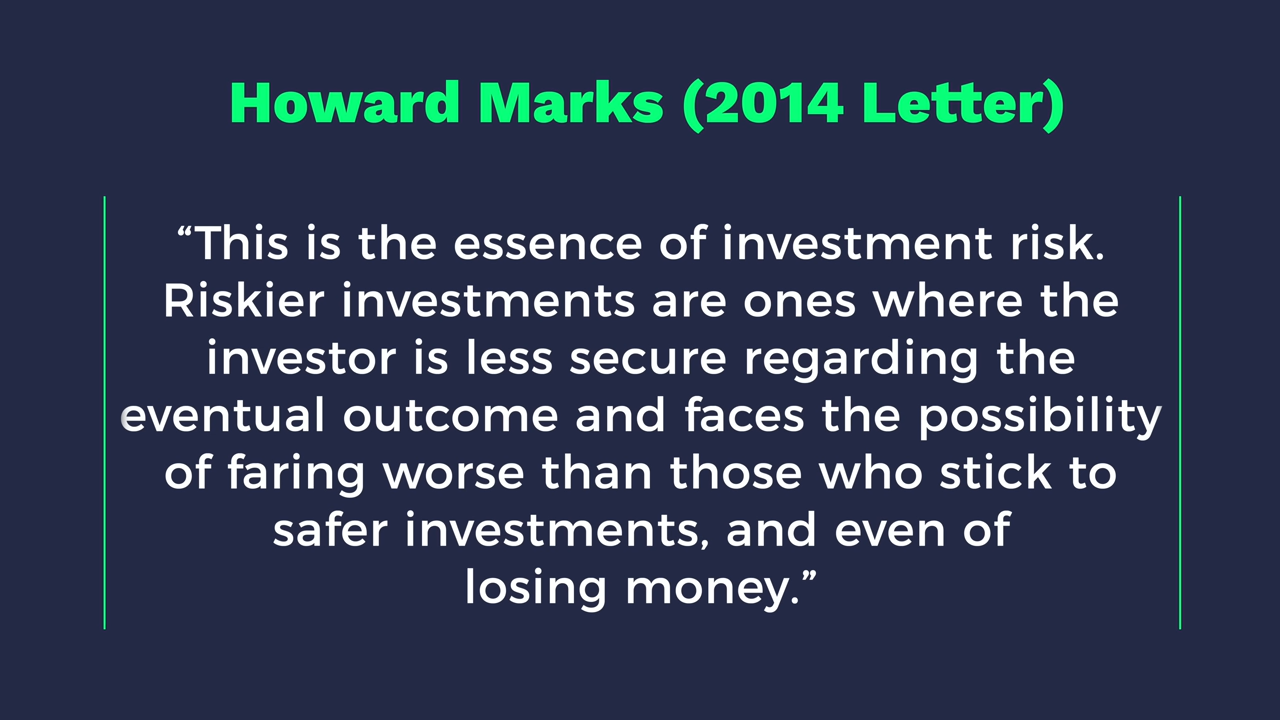 Howard Marks (2014 Letter)
“This is the essence of investment risk.
Riskier investments are ones where the
investor is less secure regarding the
eventual outcome and faces the possibility
of faring worse than those who stick to
safer investments, and even of
losing money.”